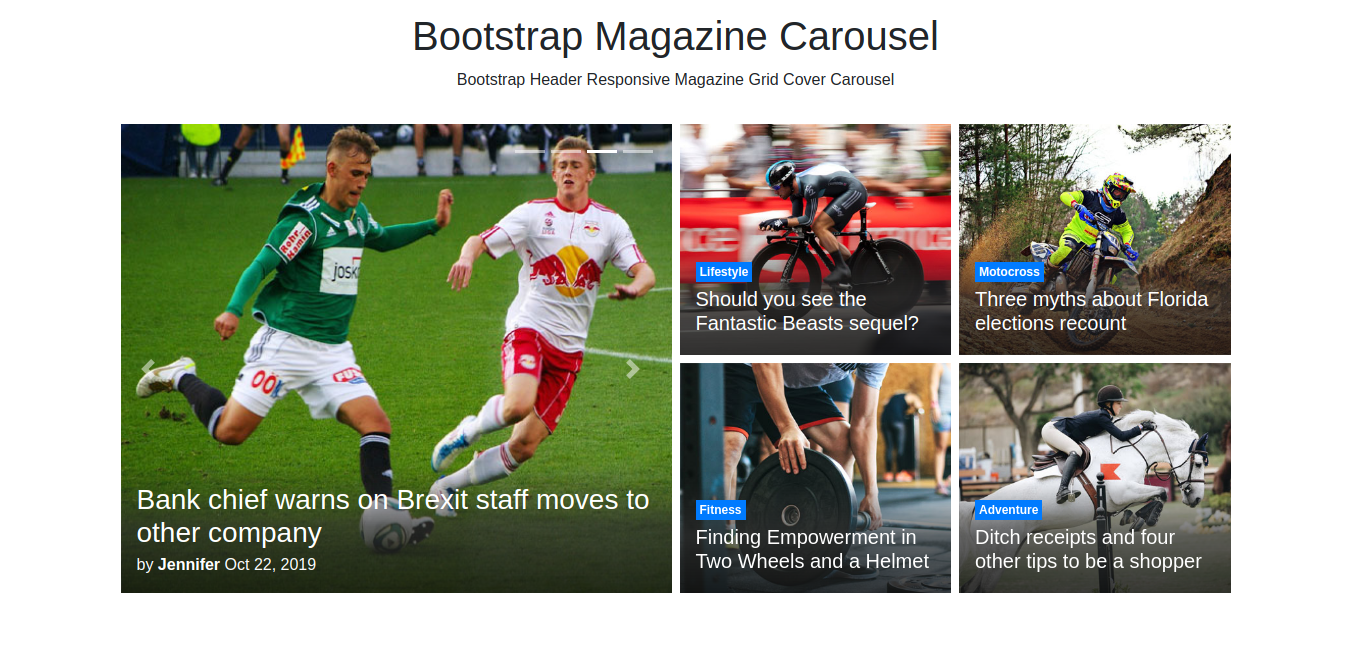 Bootstrap Magazine Carousel
Bootstrap Header Responsive Magazine Grid Cover Carousel
Bank chief warns on Brexit staff moves to
other company
by Jennifer Oct 22, 2019
Lifestyle
Should you see the
Fantastic Beasts sequel?
Motocross
Three myths about Florida
elections recount
Fitness
Finding Empowerment in
Two Wheels and a Helmet
Adventure
Ditch receipts and four
other tips to be a shopper